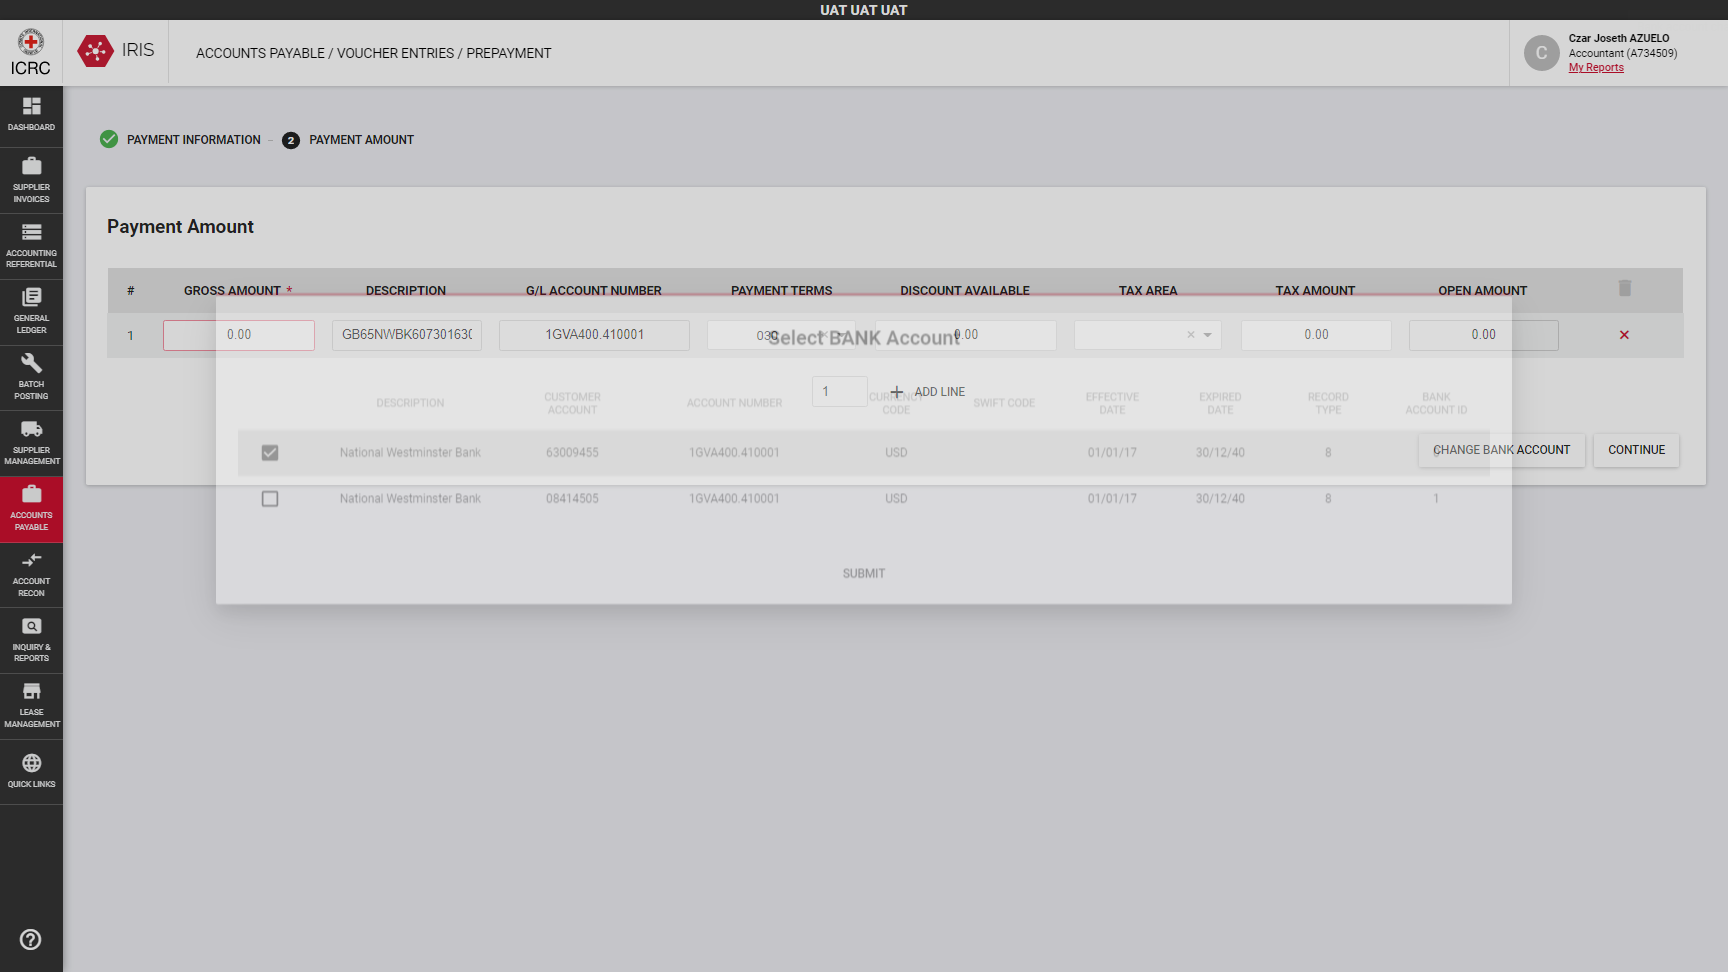 UAT UAT UAT
ICRC
IRIS
ACCOUNTS PAYABLE / VOUCHER ENTRIES / PREPAYMENT
C
Czar Joseth AZUELO
Accountant (A734509)
My Reports
DASHBOARD
SUPPLIER
INVOICES
ACCOUNTING
REFERENTIAL
GENERAL
LEDGER
BATCH
POSTING
SUPPLIER
MANAGEMENT
ACCOUNTS
PAYABLE
ACCOUNT
RECON
INQUIRY &
REPORTS
LEASE
MANAGEMENT
QUICK LINKS
PAYMENT INFORMATION - 2 PAYMENT AMOUNT
Payment Amount
# GROSS AMOUNT * DESCRIPTION G/L ACCOUNT NUMBER PAYMENT TERMS DISCOUNT AVAILABLE TAX AREA TAX AMOUNT OPEN AMOUNT
1 0.00 GB65NWBK60730163( 1GVA400.410001 030 0.00 0.00 0.00
1 ADD LINE
CHANGE BANK ACCOUNT CONTINUE
Select BANK Account
DESCRIPTION CUSTOMER ACCOUNT ACCOUNT NUMBER CURRENCY CODE SWIFT CODE EFFECTIVE DATE EXPIRED DATE RECORD TYPE BANK ACCOUNT ID
National Westminster Bank 63009455 1GVA400.410001 USD 01/01/17 30/12/40 8
National Westminster Bank 08414505 1GVA400.410001 USD 01/01/17 30/12/40 8 1
SUBMIT